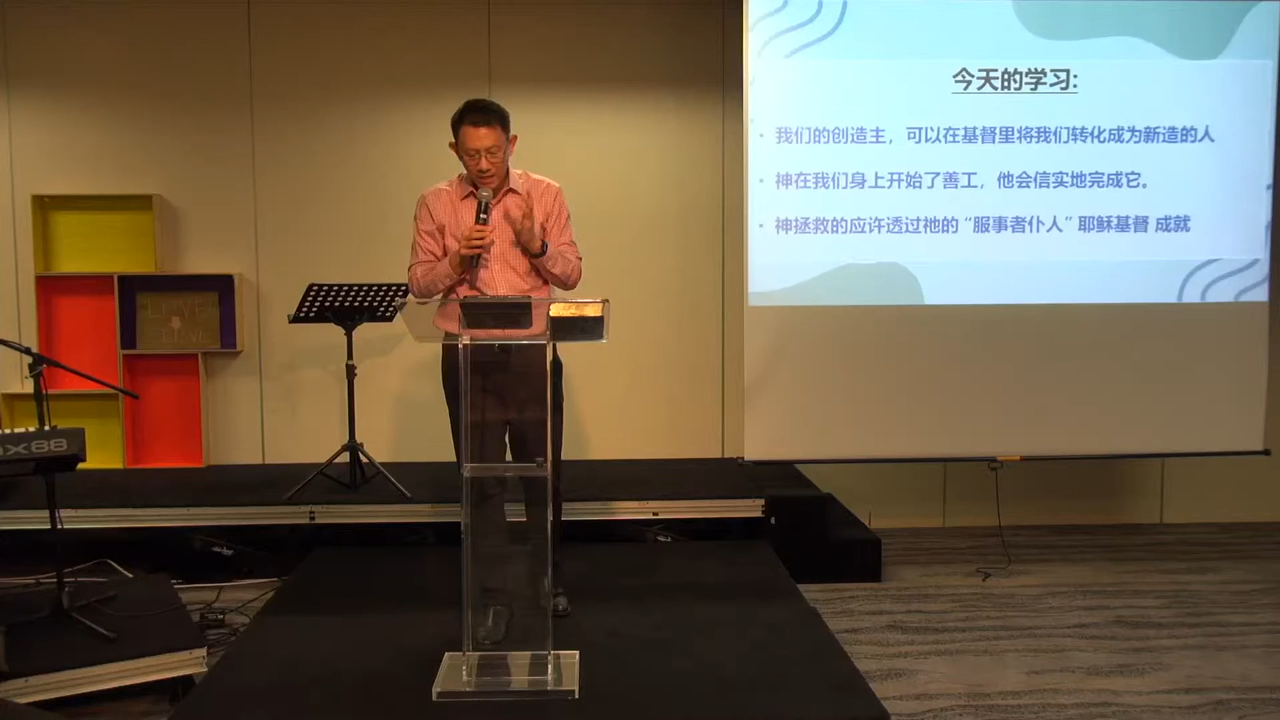 今天的学习:
· 我们的创造主，可以在基督里将我们转化成为新造的人
· 神在我们身上开始了善工，他会信实地完成它。
· 神拯救的应许透过祂的“服事者仆人”耶稣基督 成就
LIVE
LOVE
X88